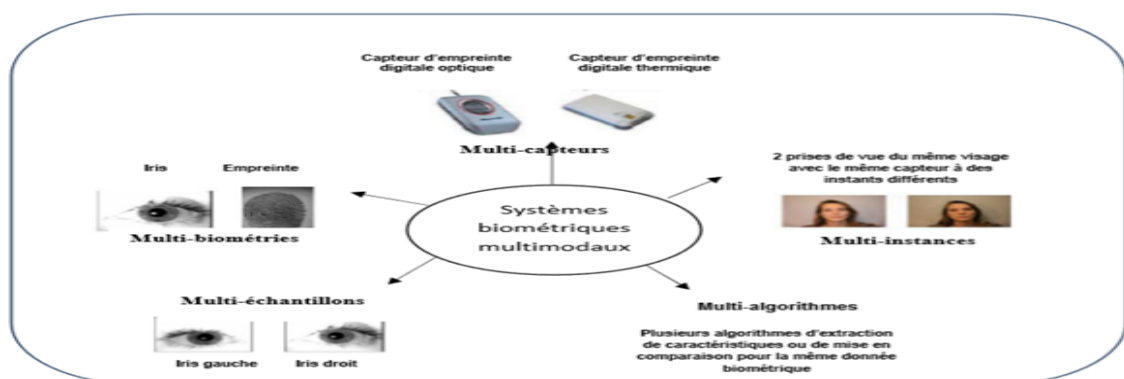 Capteur d'empreinte
digitale optique
Capteur d'empreinte
digitale thermique
Multi-capteurs
Iris
Empreinte
Multi-biométries
2 prises de vue du même visage
avec le même capteur à des
instants différents
Multi-instances
Systèmes
biométriques
multimodaux
Multi-échantillons
Iris gauche
Iris droit
Multi-algorithmes
Plusieurs algorithmes d'extraction
de caractéristiques ou de mise en
comparaison pour la même donnée
biométrique